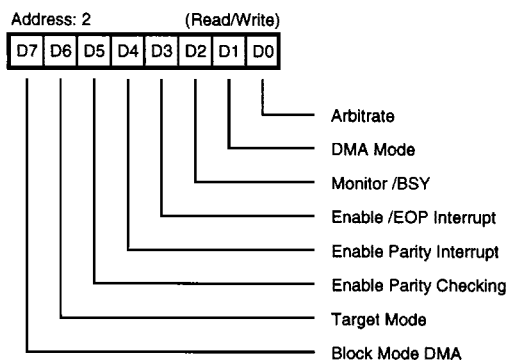 Address: 2 (Read/Write)
D7 D6 D5 D4 D3 D2 D1 D0
Arbitrate
DMA Mode
Monitor /BSY
Enable /EOP Interrupt
Enable Parity Interrupt
Enable Parity Checking
Target Mode
Block Mode DMA